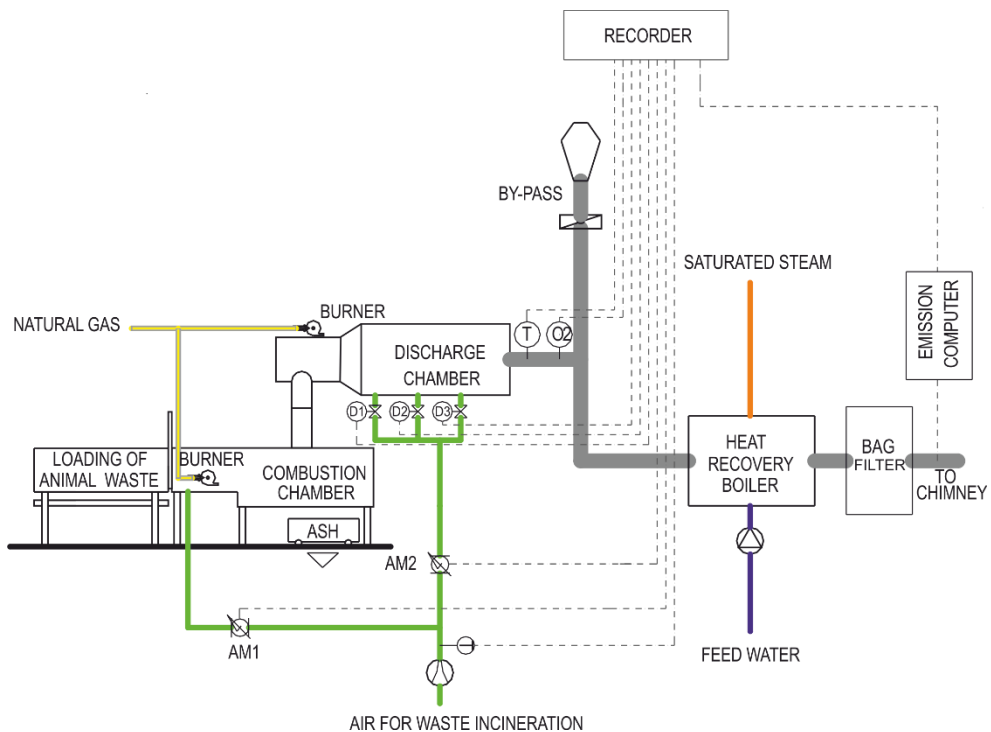 RECORDER
BY-PASS
SATURATED STEAM
EMISSION
COMPUTER
NATURAL GAS
BURNER
T
O2
DISCHARGE
CHAMBER
D1
D2
D3
LOADING OF
ANIMAL WASTE
BURNER
COMBUSTION
CHAMBER
HEAT
RECOVERY
BOILER
BAG
FILTER
TO
CHIMNEY
ASH
AM2
AM1
FEED WATER
AIR FOR WASTE INCINERATION